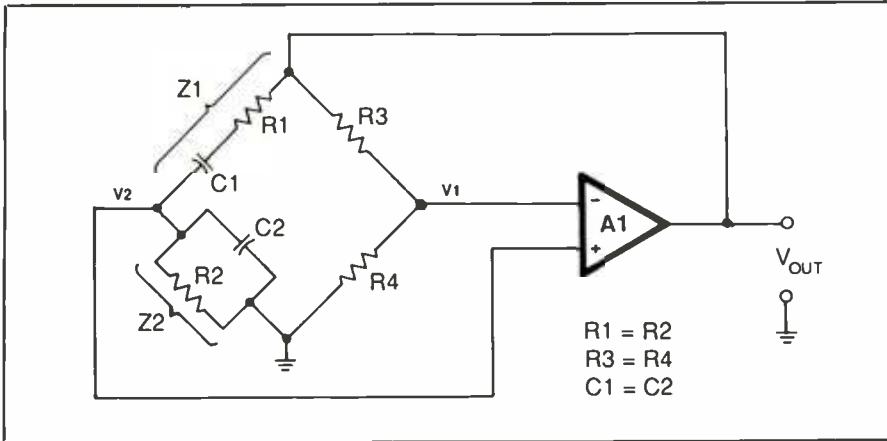 Z1
R1
R3
C1
V2
V1
C2
R2
R4
Z2
-
A1
+
VOUT
R1 = R2
R3 = R4
C1 = C2